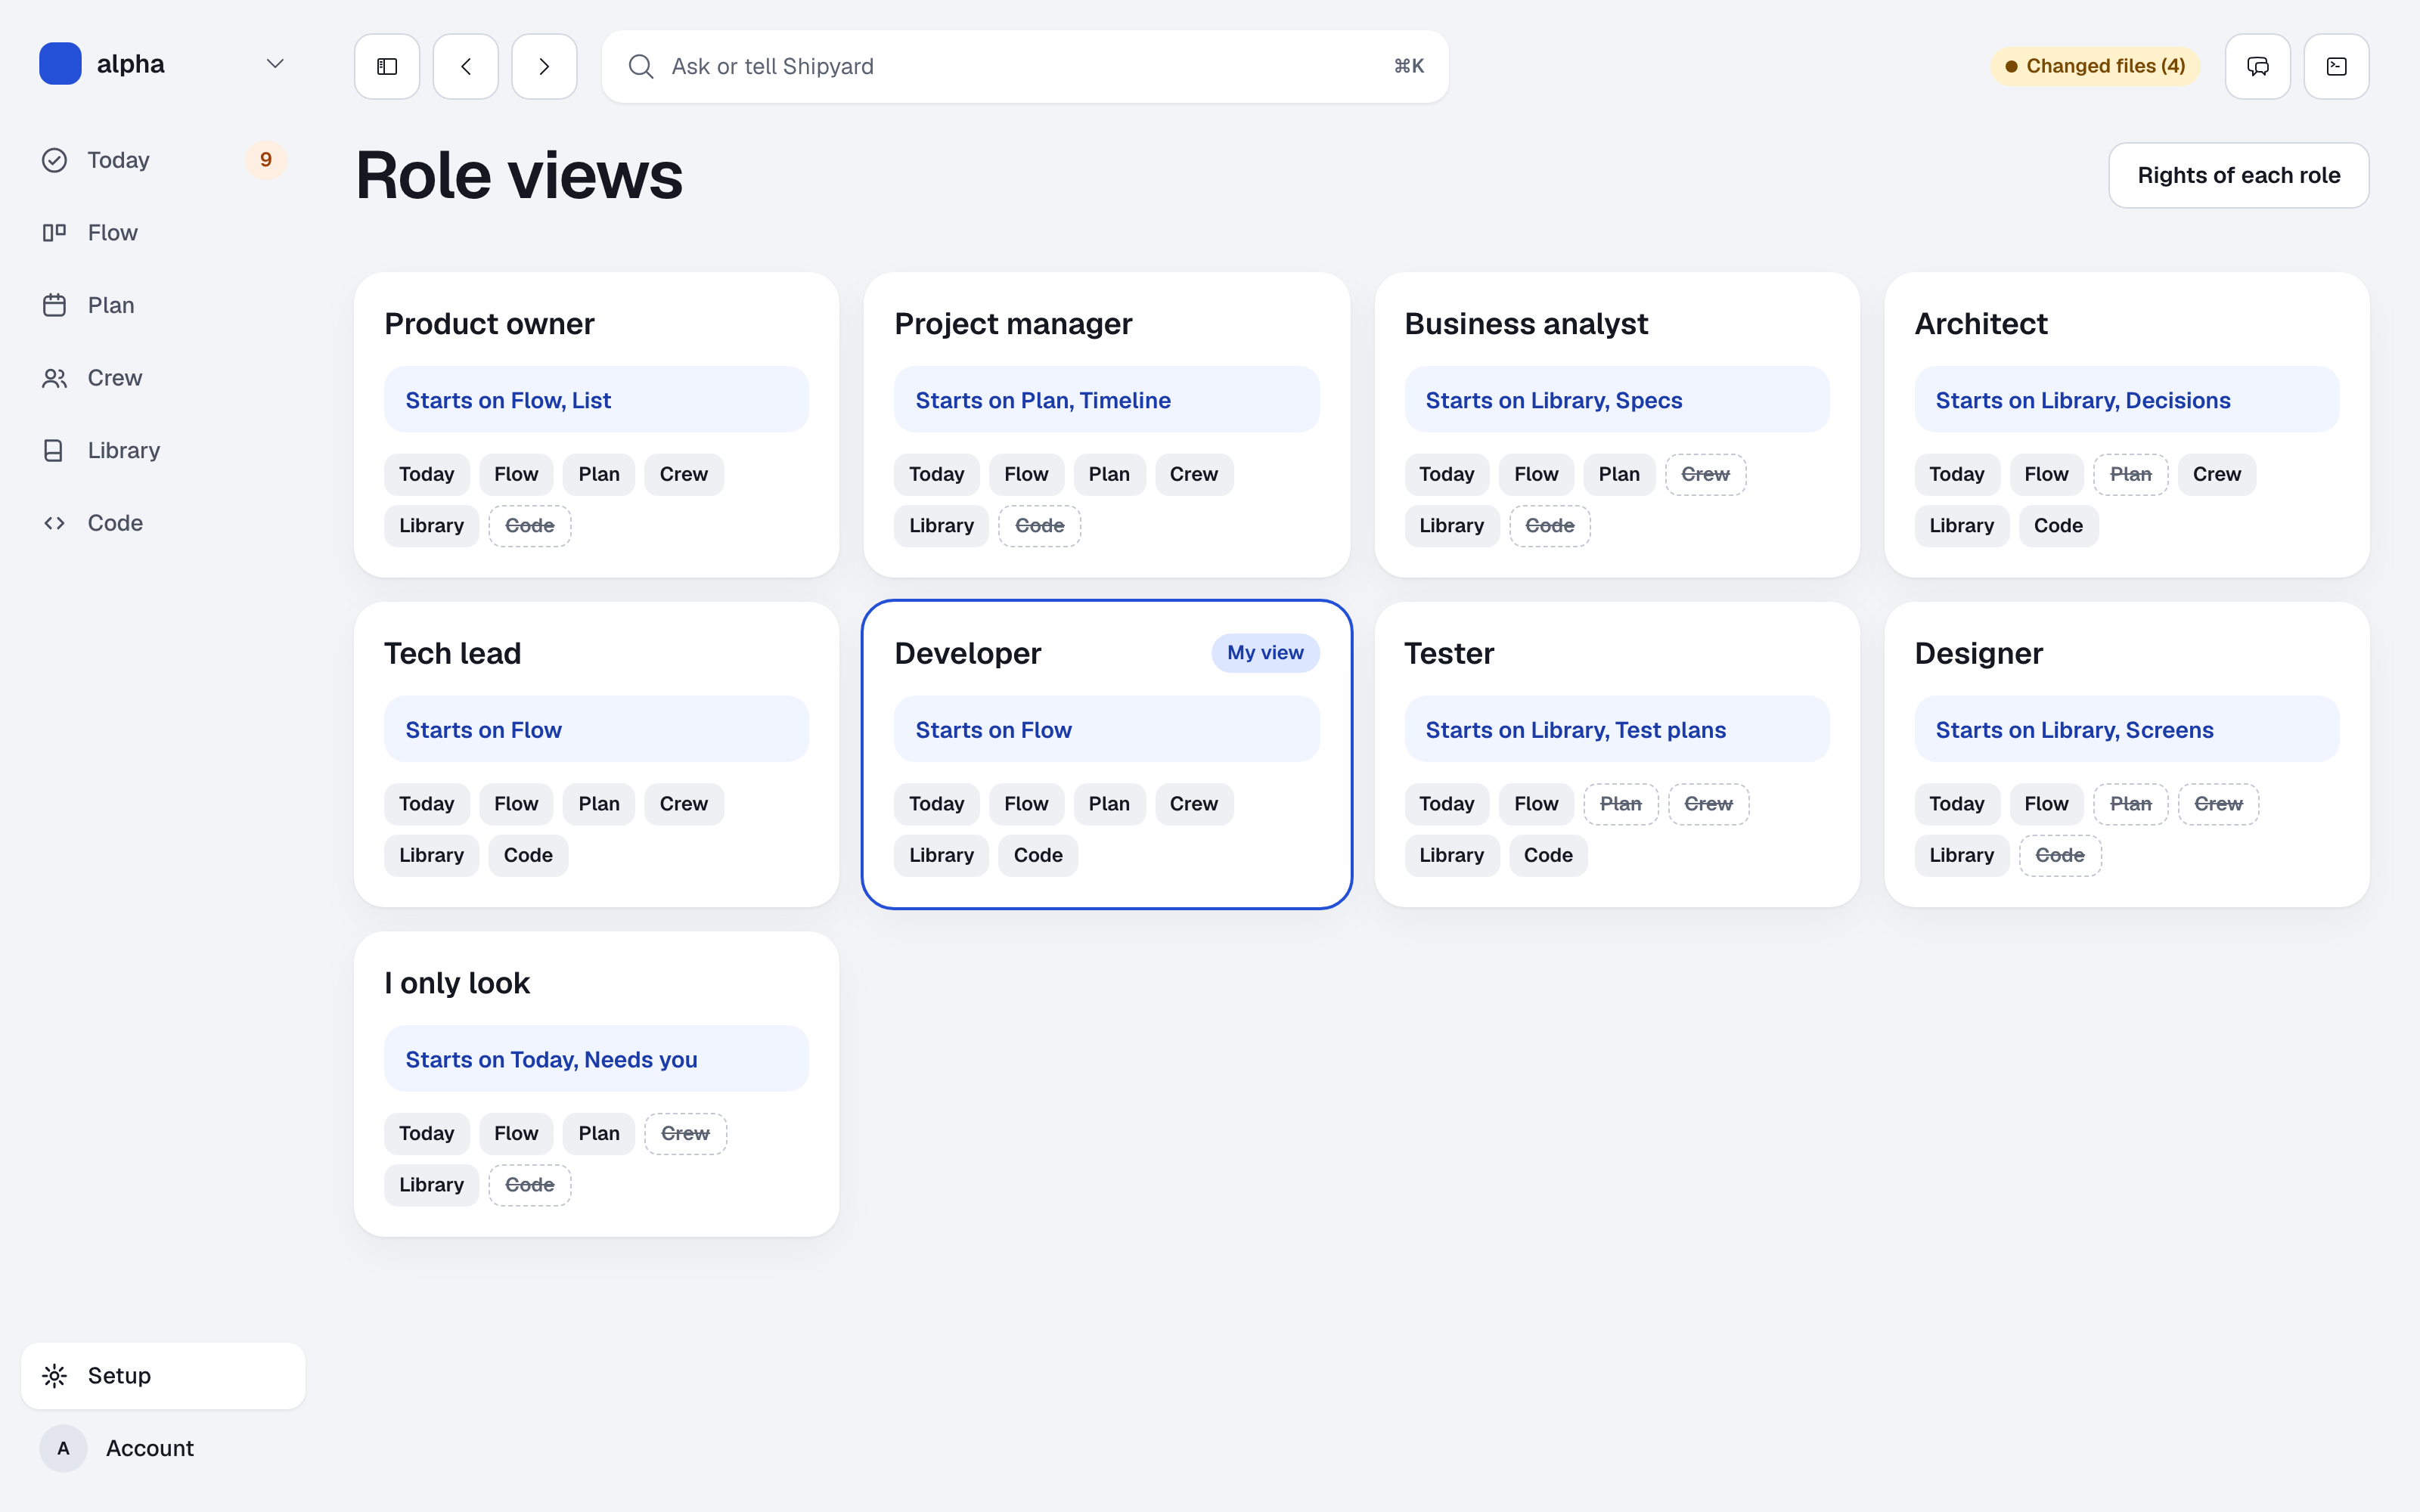 alpha
Ask or tell Shipyard
⌘K
Changed files (4)
Today
9
Flow
Plan
Crew
Library
Code
Role views
Rights of each role
Product owner
Starts on Flow, List
Today Flow Plan Crew
Library Code
Project manager
Starts on Plan, Timeline
Today Flow Plan Crew
Library Code
Business analyst
Starts on Library, Specs
Today Flow Plan Crew
Library Code
Architect
Starts on Library, Decisions
Today Flow Plan Crew
Library Code
Tech lead
Starts on Flow
Today Flow Plan Crew
Library Code
Developer
My view
Starts on Flow
Today Flow Plan Crew
Library Code
Tester
Starts on Library, Test plans
Today Flow Plan Crew
Library Code
Designer
Starts on Library, Screens
Today Flow Plan Crew
Library Code
I only look
Starts on Today, Needs you
Today Flow Plan Crew
Library Code
Setup
A
Account